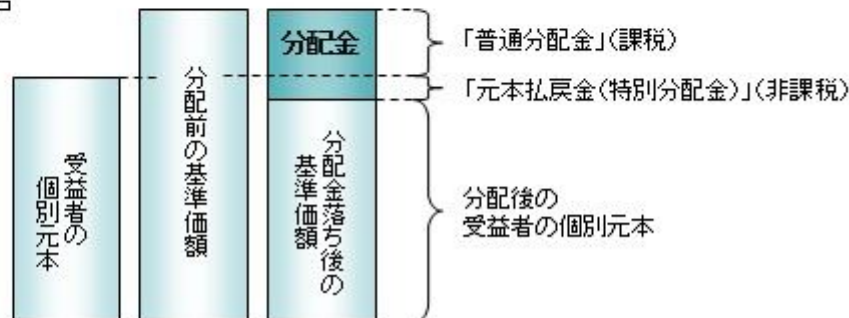 分配金
「普通分配金」(課税)
「元本払戻金(特別分配金)」(非課税)
受益者の
個別元本
分配前の基準価額
分配金落ち後の
基準価額
分配後の
受益者の個別元本